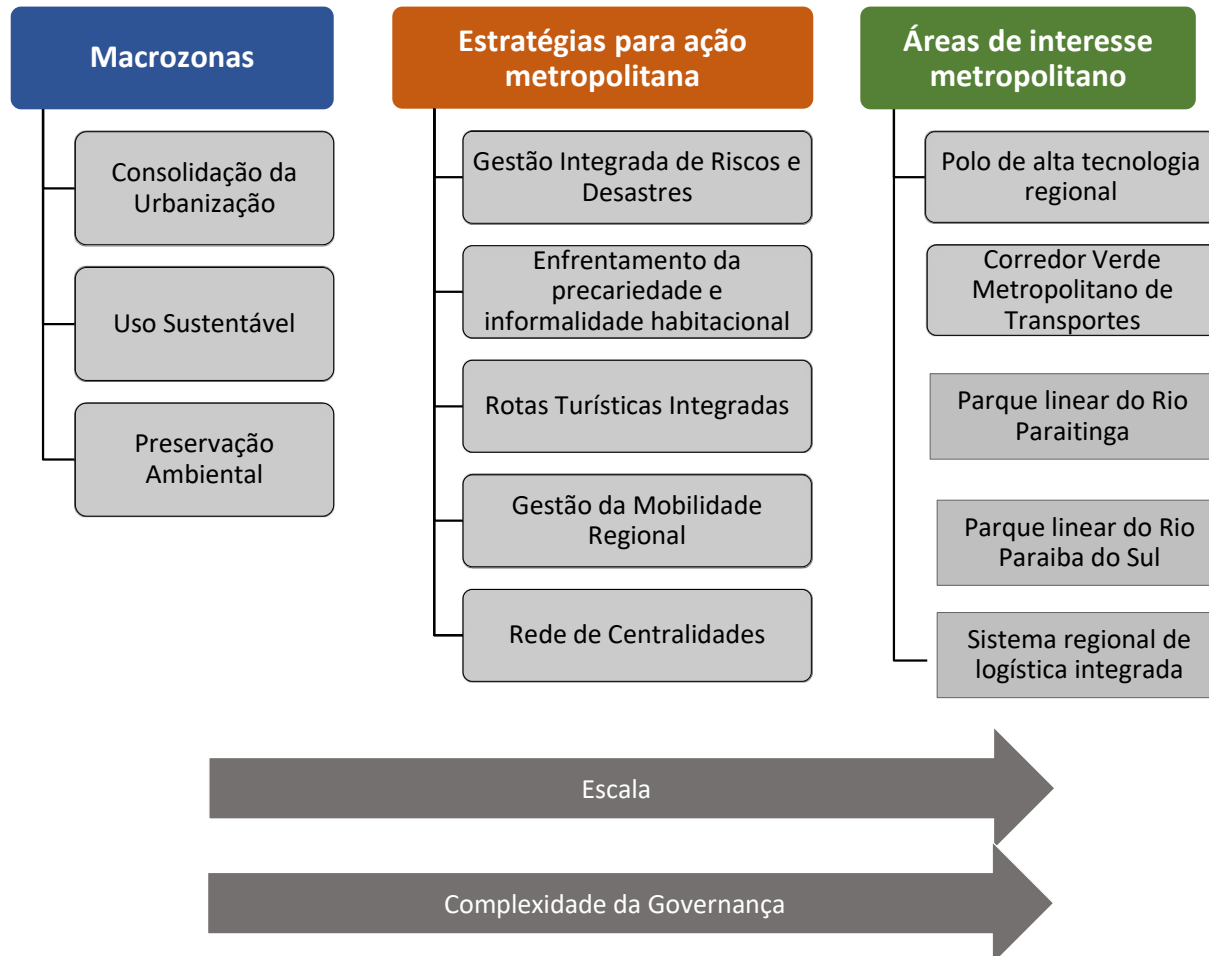 Macrozonas
Consolidação da
Urbanização
Uso Sustentável
Preservação
Ambiental
Estratégias para ação
metropolitana
Gestão Integrada de Riscos e
Desastres
Enfrentamento da
precariedade e
informalidade habitacional
Rotas Turísticas Integradas
Gestão da Mobilidade
Regional
Rede de Centralidades
Áreas de interesse
metropolitano
Polo de alta tecnologia
regional
Corredor Verde
Metropolitano de
Transportes
Parque linear do Rio
Paraitinga
Parque linear do Rio
Paraiba do Sul
Sistema regional de
logística integrada
Escala
Complexidade da Governança